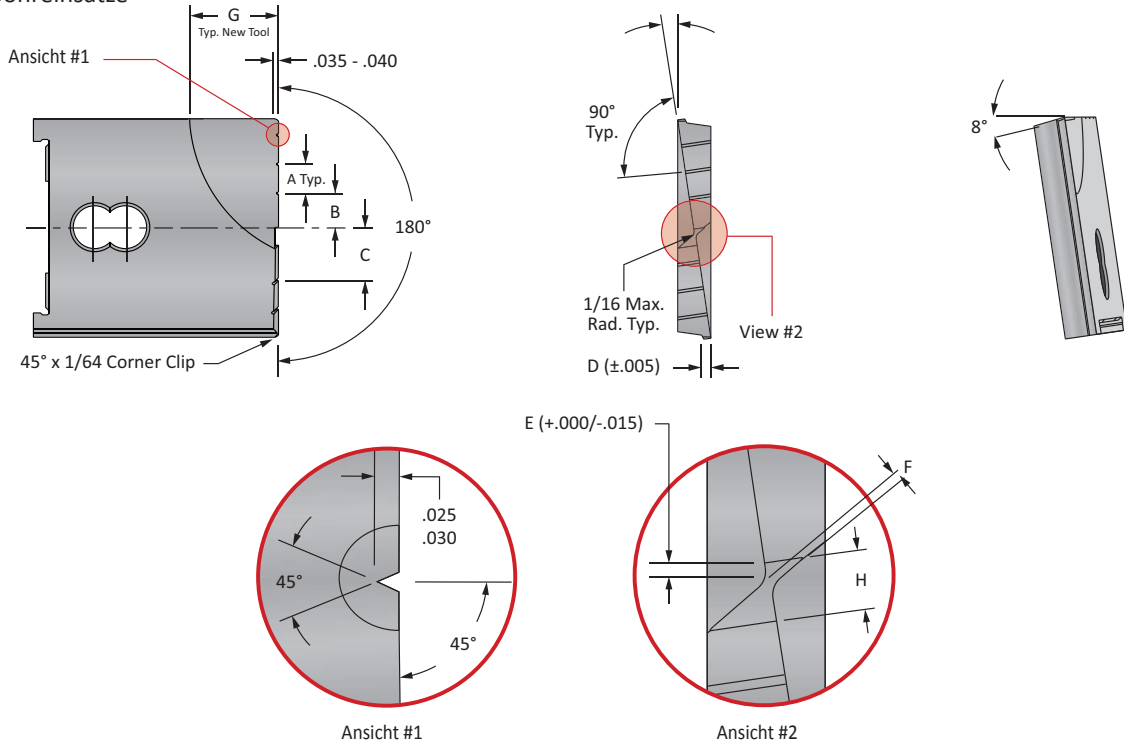 G
Typ. New Tool
Ansicht #1
.035 - .040
A Typ.
B
C
180°
45° x 1/64 Corner Clip
90°
Typ.
1/16 Max.
Rad. Typ.
View #2
D (±.005)
8°
E (+.000/-.015)
.025
.030
45°
45°
Ansicht #1
F
H
Ansicht #2